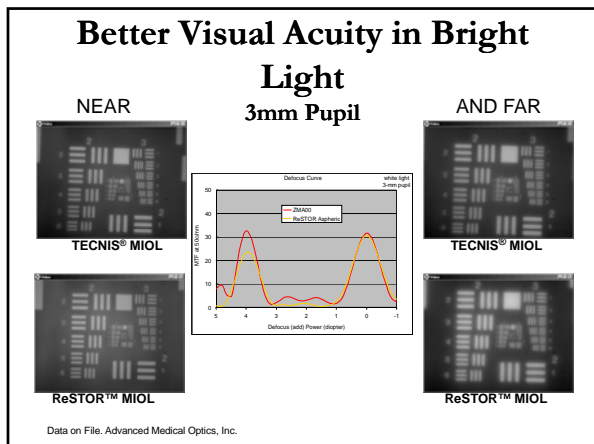 Better Visual Acuity in Bright
Light
3mm Pupil
NEAR
AND FAR
TECNIS® MIOL
TECNIS® MIOL
Defocus Curve
white light
3-mm pupil
ZMA00
ReSTOR Aspheric
50
40
30
20
10
0
5 4 3 2 1 0 -1
Defocus (add) Power (diopter)
ReSTOR™ MIOL
ReSTOR™ MIOL
Data on File. Advanced Medical Optics, Inc.